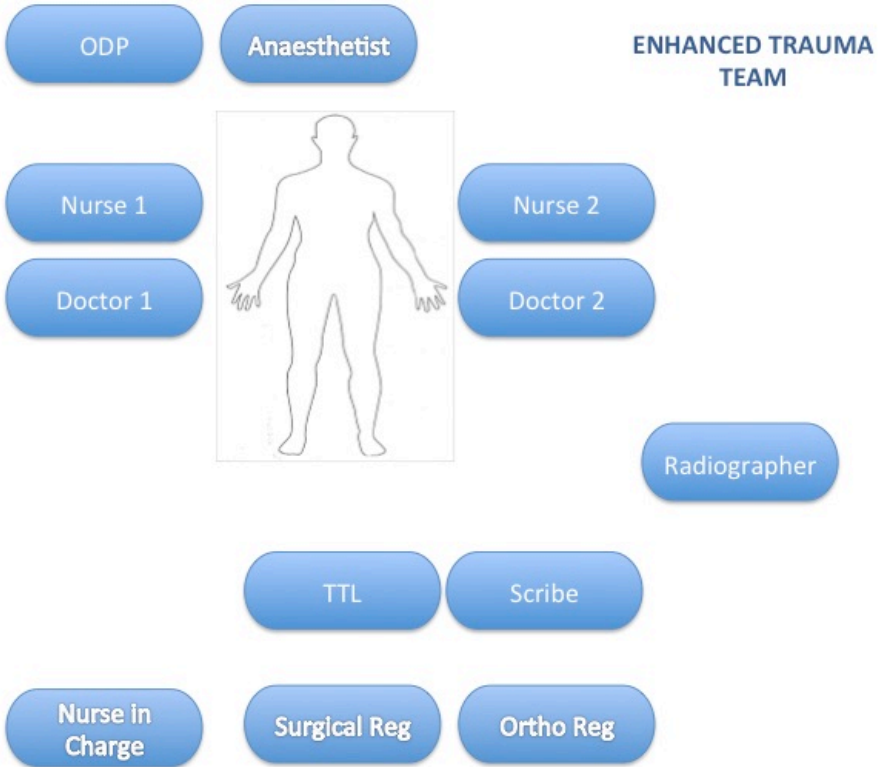 ODP
Anaesthetist
ENHANCED TRAUMA
TEAM
Nurse 1
Nurse 2
Doctor 1
Doctor 2
Radiographer
TTL
Scribe
Nurse in
Charge
Surgical Reg
Ortho Reg